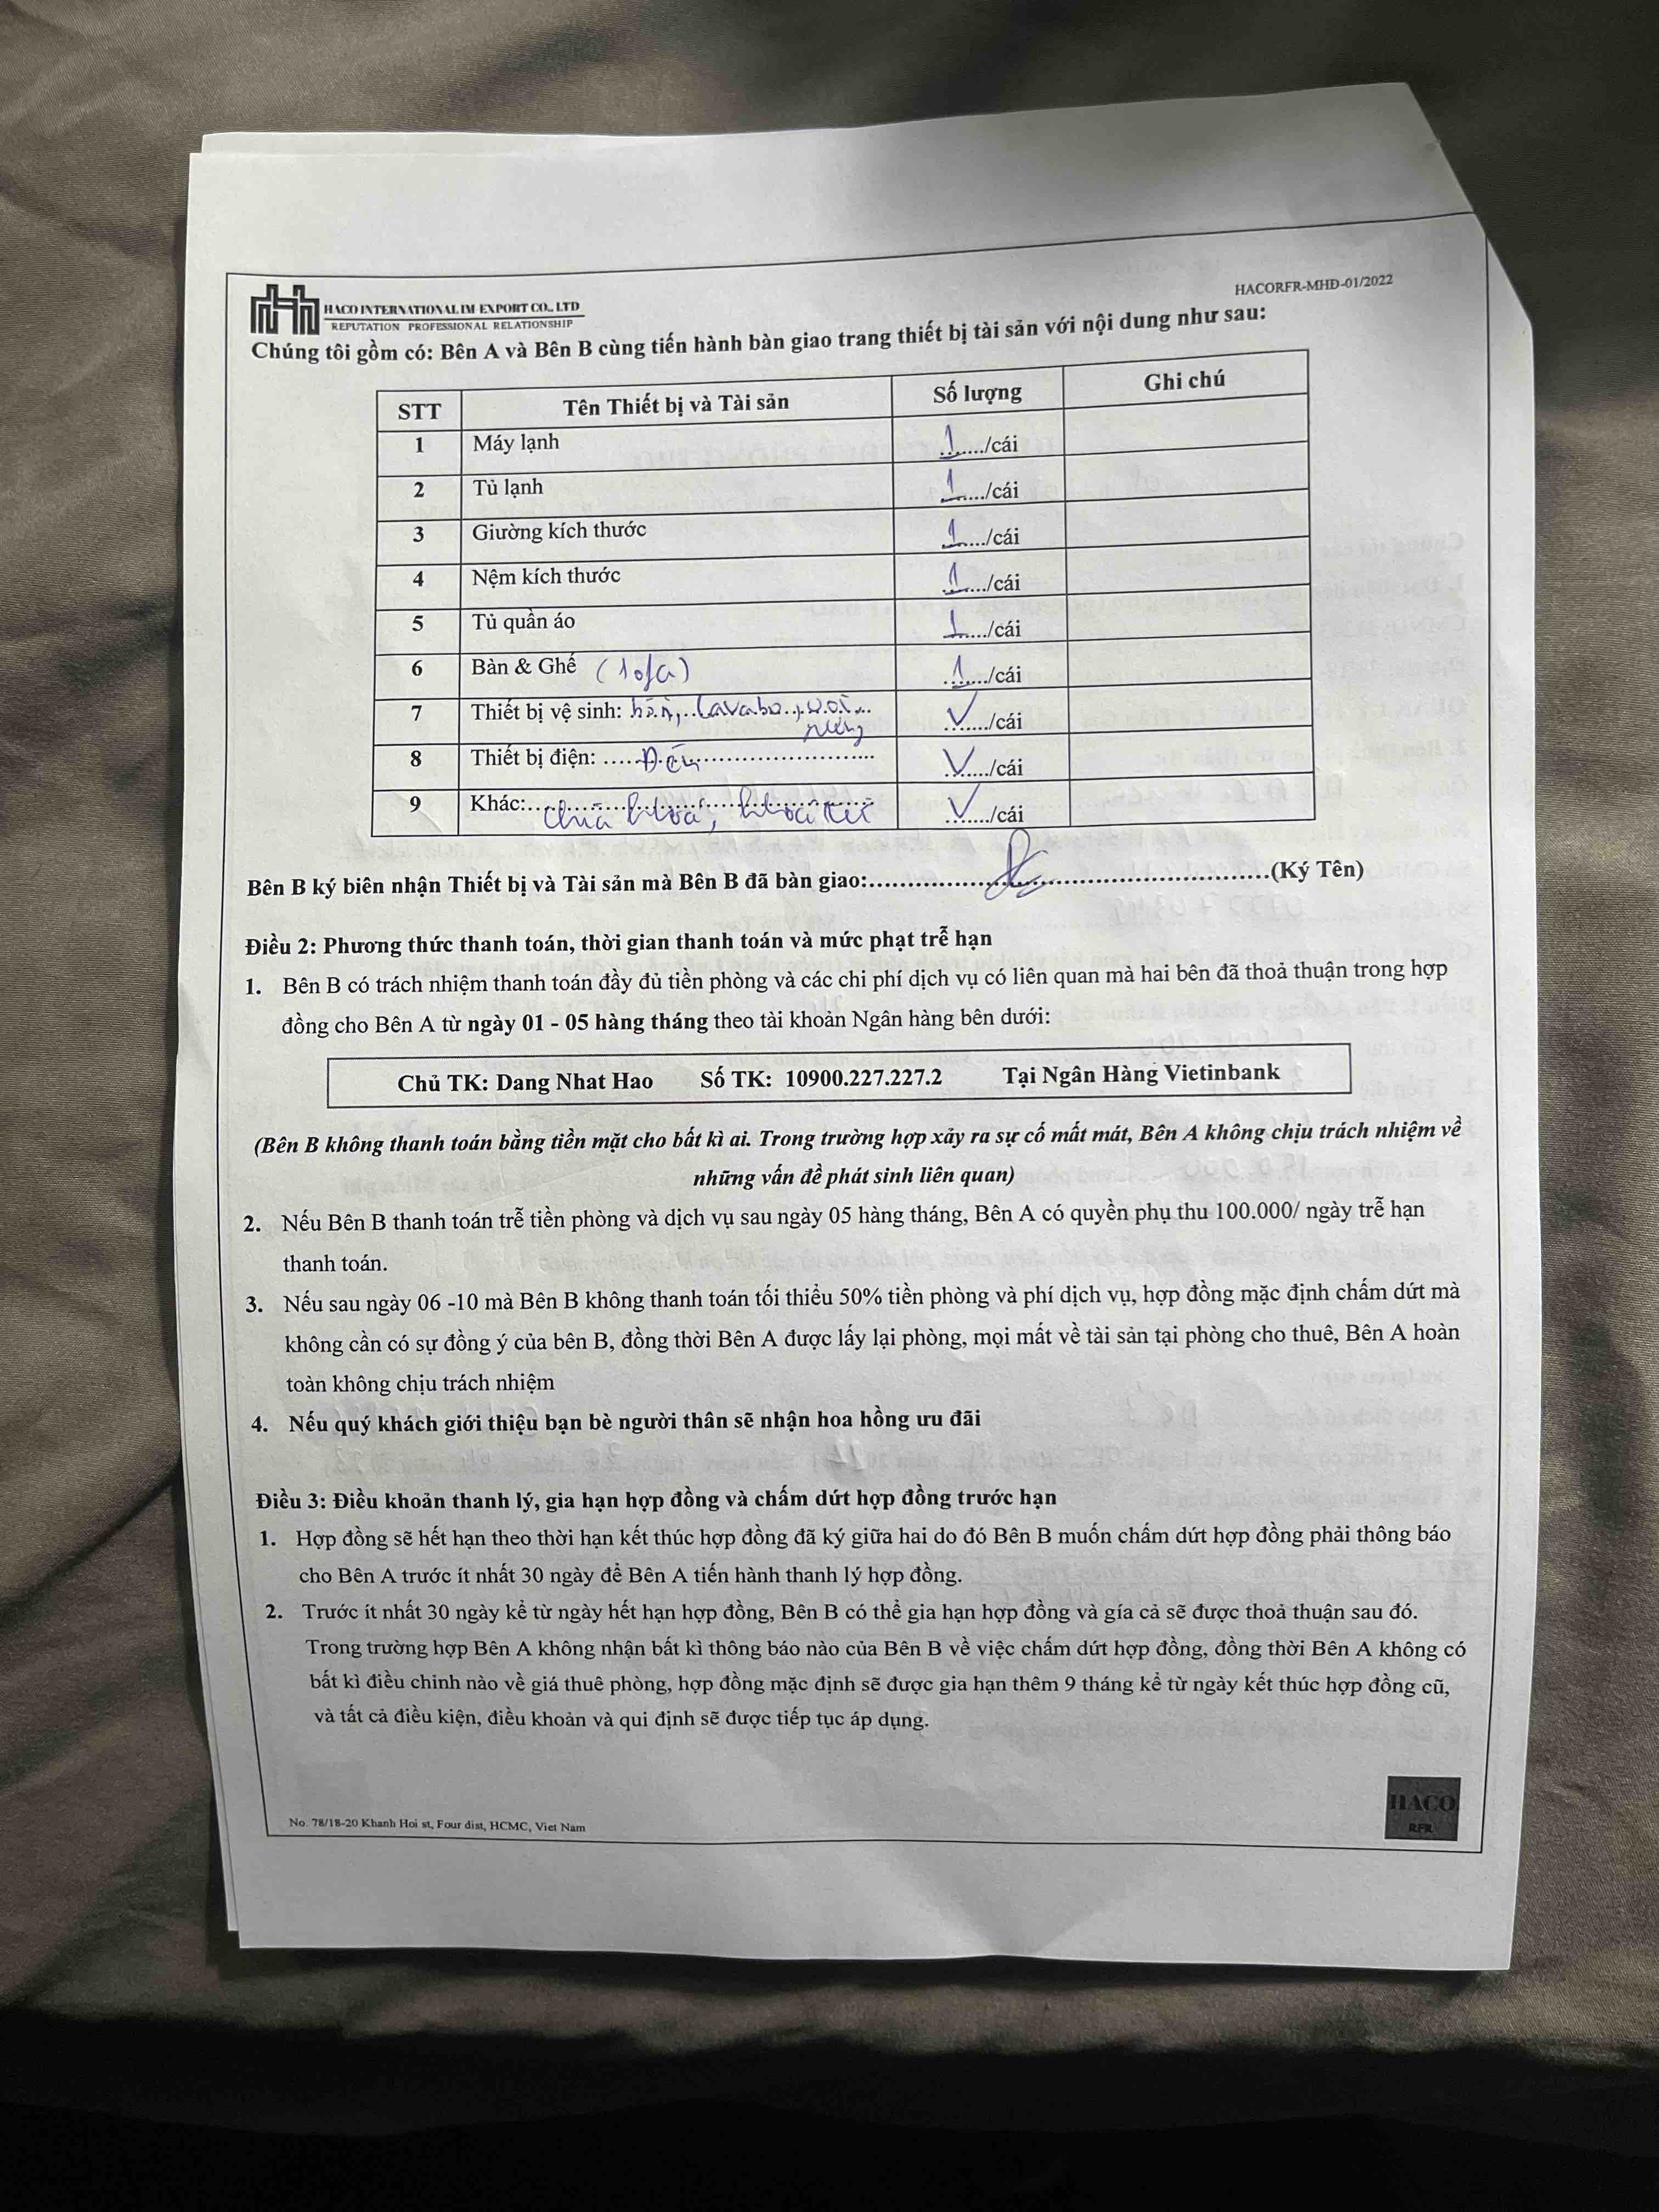 HACORFR-MHD-01/2022
HACO INTERNATIONAL IM EXPORT CO., LTD
REPUTATION PROFESSIONAL RELATIONSHIP
Chúng tôi gồm có: Bên A và Bên B cùng tiến hành bàn giao trang thiết bị tài sản với nội dung như sau:
STT Tên Thiết bị và Tài sản Số lượng Ghi chú
1 Máy lạnh 1/cái
2 Tủ lạnh 1/cái
3 Giường kích thước 1/cái
4 Nệm kích thước 1/cái
5 Tủ quần áo 1/cái
6 Bàn & Ghế 1/cái
7 Thiết bị vệ sinh: bồn, Lavabo, vòi nóng V/cái
8 Thiết bị điện: Đèn V/cái
9 Khác: chìa khóa, khóa từ V/cái
Bên B ký biên nhận Thiết bị và Tài sản mà Bên B đã bàn giao:..........(Ký Tên)
Điều 2: Phương thức thanh toán, thời gian thanh toán và mức phạt trễ hạn
1. Bên B có trách nhiệm thanh toán đầy đủ tiền phòng và các chi phí dịch vụ có liên quan mà hai bên đã thoả thuận trong hợp
đồng cho Bên A từ ngày 01 - 05 hàng tháng theo tài khoản Ngân hàng bên dưới:
Chủ TK: Dang Nhat Hao Số TK: 10900.227.227.2 Tại Ngân Hàng Vietinbank
(Bên B không thanh toán bằng tiền mặt cho bất kì ai. Trong trường hợp xảy ra sự cố mất mát, Bên A không chịu trách nhiệm về
những vấn đề phát sinh liên quan)
2. Nếu Bên B thanh toán trễ tiền phòng và dịch vụ sau ngày 05 hàng tháng, Bên A có quyền phụ thu 100.000/ ngày trễ hạn
thanh toán.
3. Nếu sau ngày 06 -10 mà Bên B không thanh toán tối thiểu 50% tiền phòng và phí dịch vụ, hợp đồng mặc định chấm dứt mà
không cần có sự đồng ý của bên B, đồng thời Bên A được lấy lại phòng, mọi mất về tài sản tại phòng cho thuê, Bên A hoàn
toàn không chịu trách nhiệm
4. Nếu quý khách giới thiệu bạn bè người thân sẽ nhận hoa hồng ưu đãi
Điều 3: Điều khoản thanh lý, gia hạn hợp đồng và chấm dứt hợp đồng trước hạn
1. Hợp đồng sẽ hết hạn theo thời hạn kết thúc hợp đồng đã ký giữa hai do đó Bên B muốn chấm dứt hợp đồng phải thông báo
cho Bên A trước ít nhất 30 ngày để Bên A tiến hành thanh lý hợp đồng.
2. Trước ít nhất 30 ngày kể từ ngày hết hạn hợp đồng, Bên B có thể gia hạn hợp đồng và gía cả sẽ được thoả thuận sau đó.
Trong trường hợp Bên A không nhận bất kì thông báo nào của Bên B về việc chấm dứt hợp đồng, đồng thời Bên A không có
bất kì điều chỉnh nào về giá thuê phòng, hợp đồng mặc định sẽ được gia hạn thêm 9 tháng kể từ ngày kết thúc hợp đồng cũ,
và tất cả điều kiện, điều khoản và qui định sẽ được tiếp tục áp dụng.
HACO
RFR
No. 78/18-20 Khanh Hoi st, Four dist, HCMC, Viet Nam